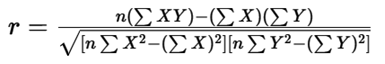 r = n(∑ XY)−(∑ X)(∑ Y) / √[n ∑ X²−(∑ X)²][n ∑ Y²−(∑ Y)²]